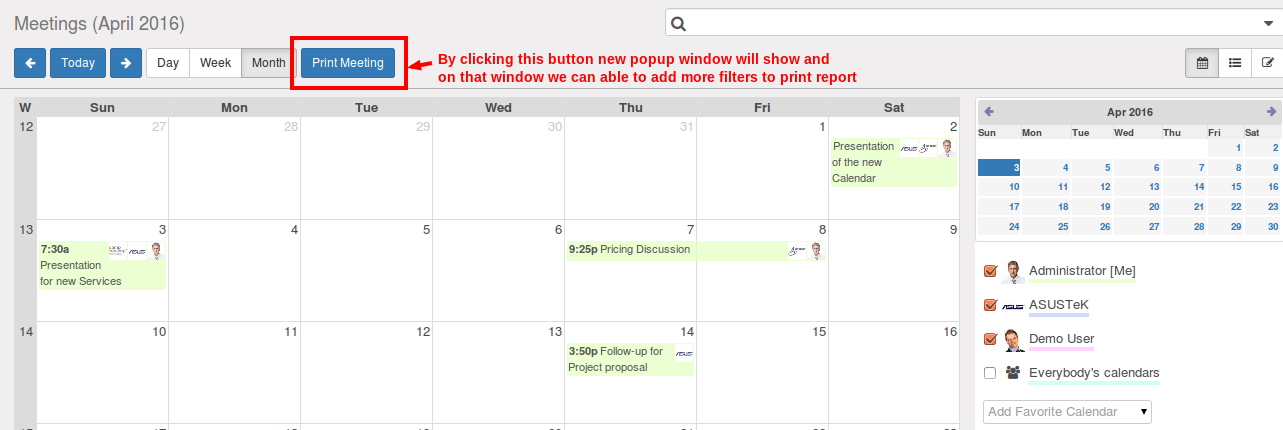 Meetings (April 2016)
Today
Day Week Month
Print Meeting
By clicking this button new popup window will show and
on that window we can able to add more filters to print report
W Sun Mon Tue Wed Thu Fri Sat
12 27 28 29 30 31 1 2
Presentation
of the new
Calendar
13 3 4 5 6 7 8 9
7:30a
Presentation
for new Services
9:25p Pricing Discussion
14 10 11 12 13 14 15 16
3:50p Follow-up for
Project proposal
Apr 2016
Sun Mon Tue Wed Thu Fri Sat
1 2
3 4 5 6 7 8 9
10 11 12 13 14 15 16
17 18 19 20 21 22 23
24 25 26 27 28 29 30
Administrator [Me]
ASUS ASUSTeK
Demo User
Everybody's calendars
Add Favorite Calendar